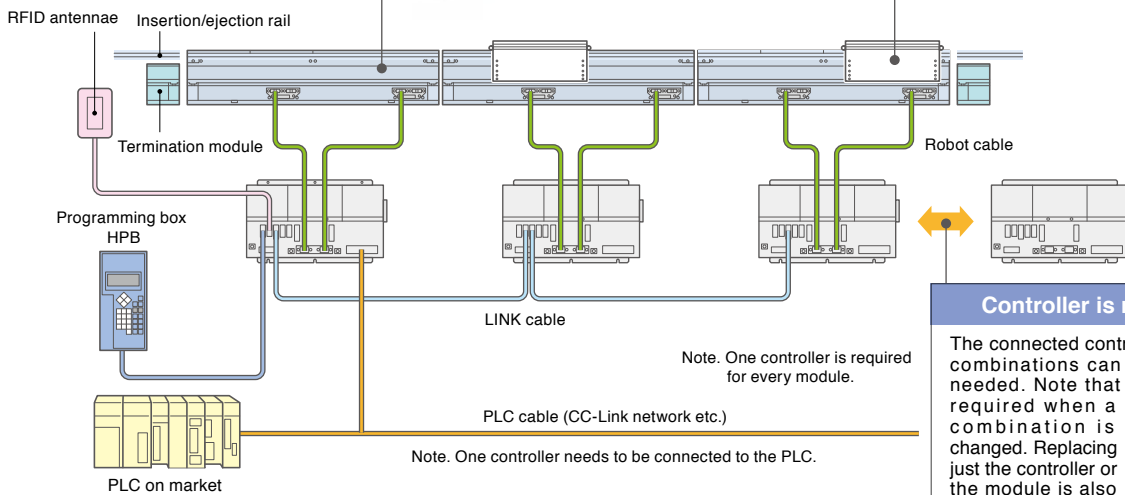 RFID antennae
Insertion/ejection rail
Termination module
Robot cable
Programming box
HPB
LINK cable
Note. One controller is required
for every module.
PLC cable (CC-Link network etc.)
Note. One controller needs to be connected to the PLC.
PLC on market
Controller is
The connected
combinations can
needed. Note that
required when a
combination is
changed. Replacing
just the controller or
the module is also